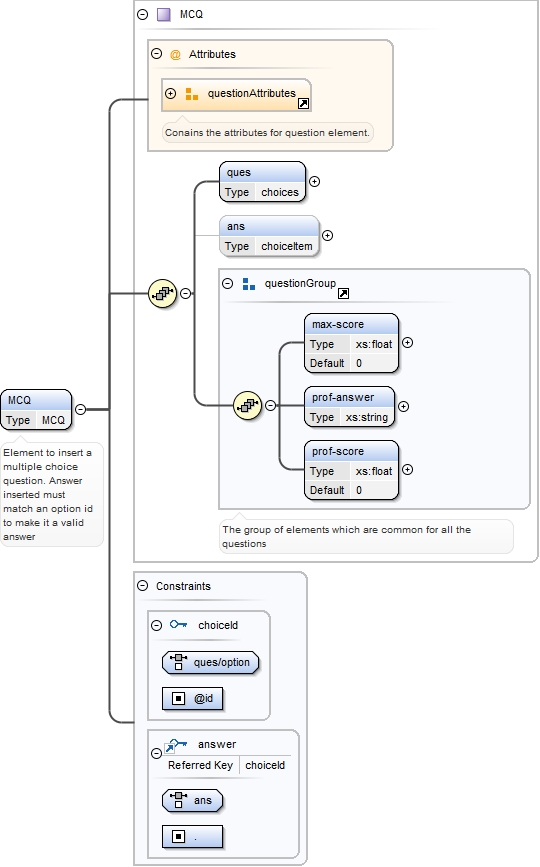 MCQ
@ Attributes
questionAttributes
Conains the attributes for question element.
ques
Type choices
ans
Type choiceItem
questionGroup
max-score
Type xs:float
Default 0
prof-answer
Type xs:string
prof-score
Type xs:float
Default 0
The group of elements which are common for all the
questions
MCQ
Type MCQ
Element to insert a
multiple choice
question. Answer
inserted must
match an option id
to make it a valid
answer
Constraints
choiceId
ques/option
@id
answer
Referred Key choiceId
ans
.